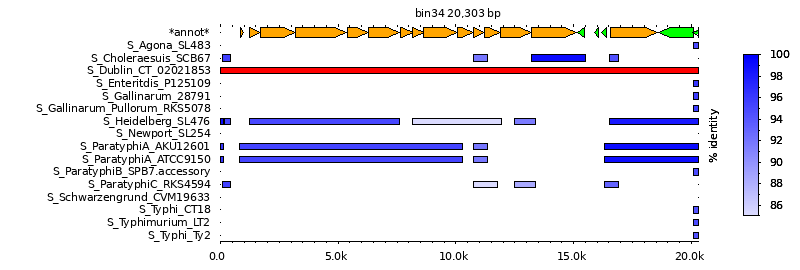 bin34 20,303 bp
*annot*
S_Agona_SL483
S_Choleraesuis_SCB67
S_Dublin_CT_02021853
S_Enteritdis_P125109
S_Gallinarum_28791
S_Gallinarum_Pullorum_RKS5078
S_Heidelberg_SL476
S_Newport_SL254
S_ParatyphiA_AKU12601
S_ParatyphiA_ATCC9150
S_ParatyphiB_SPB7.accessory
S_ParatyphiC_RKS4594
S_Schwarzengrund_CVM19633
S_Typhi_CT18
S_Typhimurium_LT2
S_Typhi_Ty2
0.0 5.0k 10.0k 15.0k 20.0k
% identity
100
98
96
94
92
90
88
86